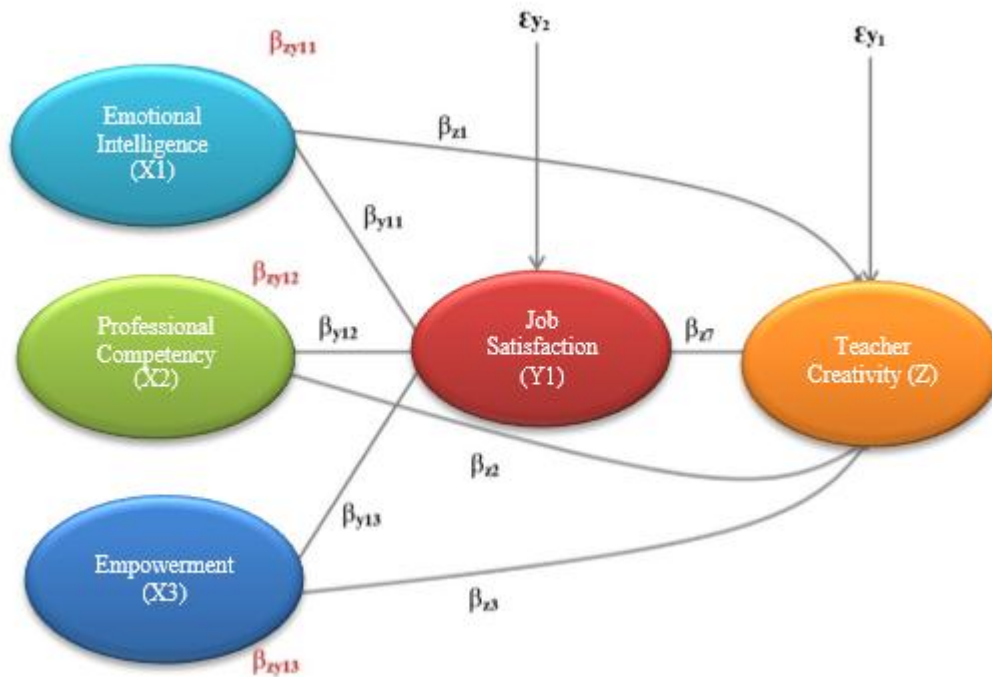 εy₂
εy₁
βzy11
Emotional
Intelligence
(X1)
βz1
βy11
βzy12
Professional
Competency
(X2)
βy12
Job
Satisfaction
(Y1)
βz7
Teacher
Creativity (Z)
βz2
βy13
Empowerment
(X3)
βz3
βzy13